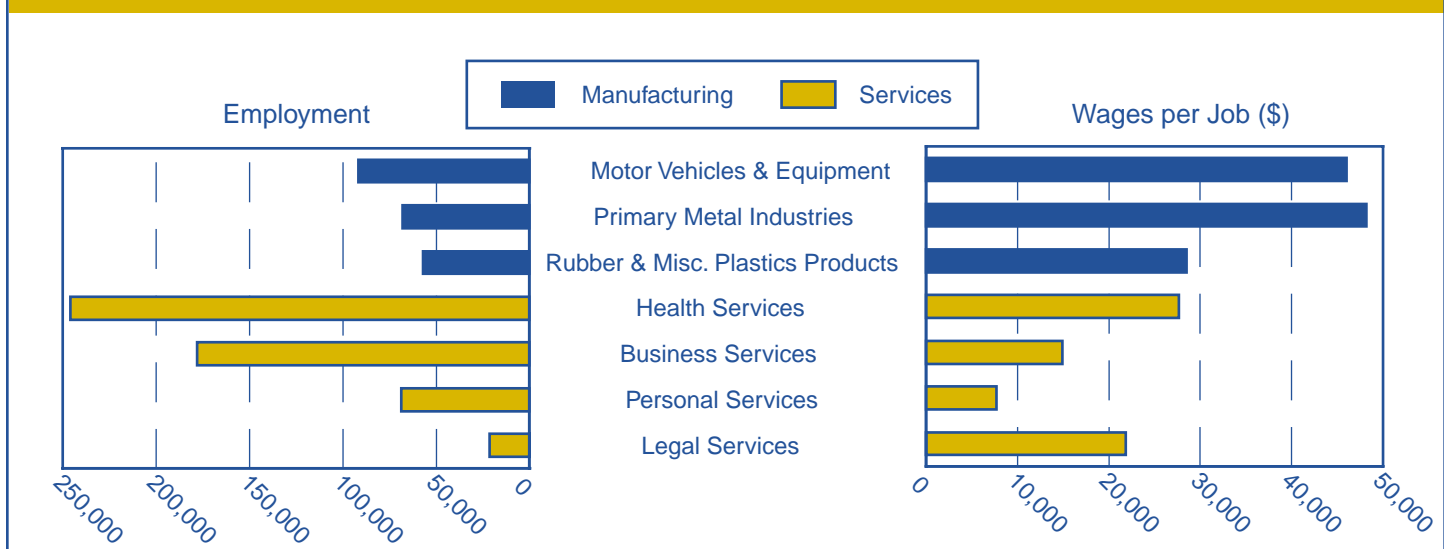 Manufacturing Services
Employment
Wages per Job ($)
Motor Vehicles & Equipment
Primary Metal Industries
Rubber & Misc. Plastics Products
Health Services
Business Services
Personal Services
Legal Services
250,000 200,000 150,000 100,000 50,000 0
0 10,000 20,000 30,000 40,000 50,000